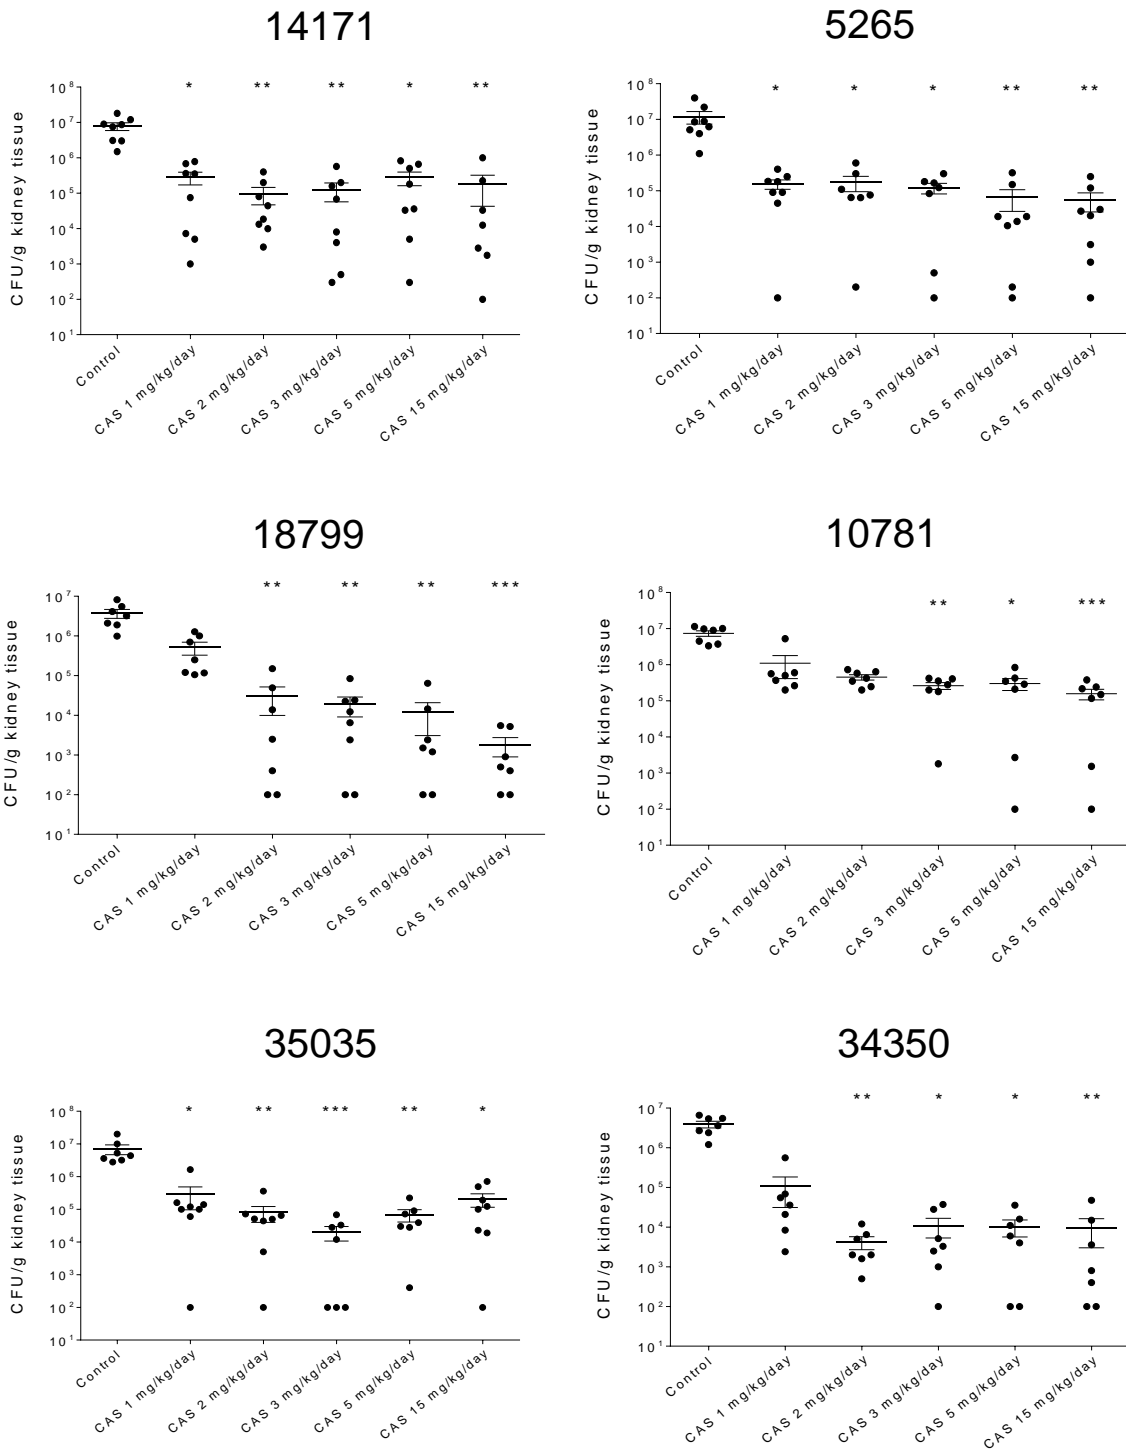 14171
* ** ** * **
CFU/g kidney tissue
10⁸
10⁷
10⁶
10⁵
10⁴
10³
10²
10¹
Control
CAS 1 mg/kg/day
CAS 2 mg/kg/day
CAS 3 mg/kg/day
CAS 5 mg/kg/day
CAS 15 mg/kg/day
5265
* * * ** **
CFU/g kidney tissue
10⁸
10⁷
10⁶
10⁵
10⁴
10³
10²
10¹
Control
CAS 1 mg/kg/day
CAS 2 mg/kg/day
CAS 3 mg/kg/day
CAS 5 mg/kg/day
CAS 15 mg/kg/day
18799
** ** ** ***
CFU/g kidney tissue
10⁷
10⁶
10⁵
10⁴
10³
10²
10¹
Control
CAS 1 mg/kg/day
CAS 2 mg/kg/day
CAS 3 mg/kg/day
CAS 5 mg/kg/day
CAS 15 mg/kg/day
10781
** * ***
CFU/g kidney tissue
10⁸
10⁷
10⁶
10⁵
10⁴
10³
10²
10¹
Control
CAS 1 mg/kg/day
CAS 2 mg/kg/day
CAS 3 mg/kg/day
CAS 5 mg/kg/day
CAS 15 mg/kg/day
35035
* ** *** ** *
CFU/g kidney tissue
10⁸
10⁷
10⁶
10⁵
10⁴
10³
10²
10¹
Control
CAS 1 mg/kg/day
CAS 2 mg/kg/day
CAS 3 mg/kg/day
CAS 5 mg/kg/day
CAS 15 mg/kg/day
34350
** * * **
CFU/g kidney tissue
10⁷
10⁶
10⁵
10⁴
10³
10²
10¹
Control
CAS 1 mg/kg/day
CAS 2 mg/kg/day
CAS 3 mg/kg/day
CAS 5 mg/kg/day
CAS 15 mg/kg/day